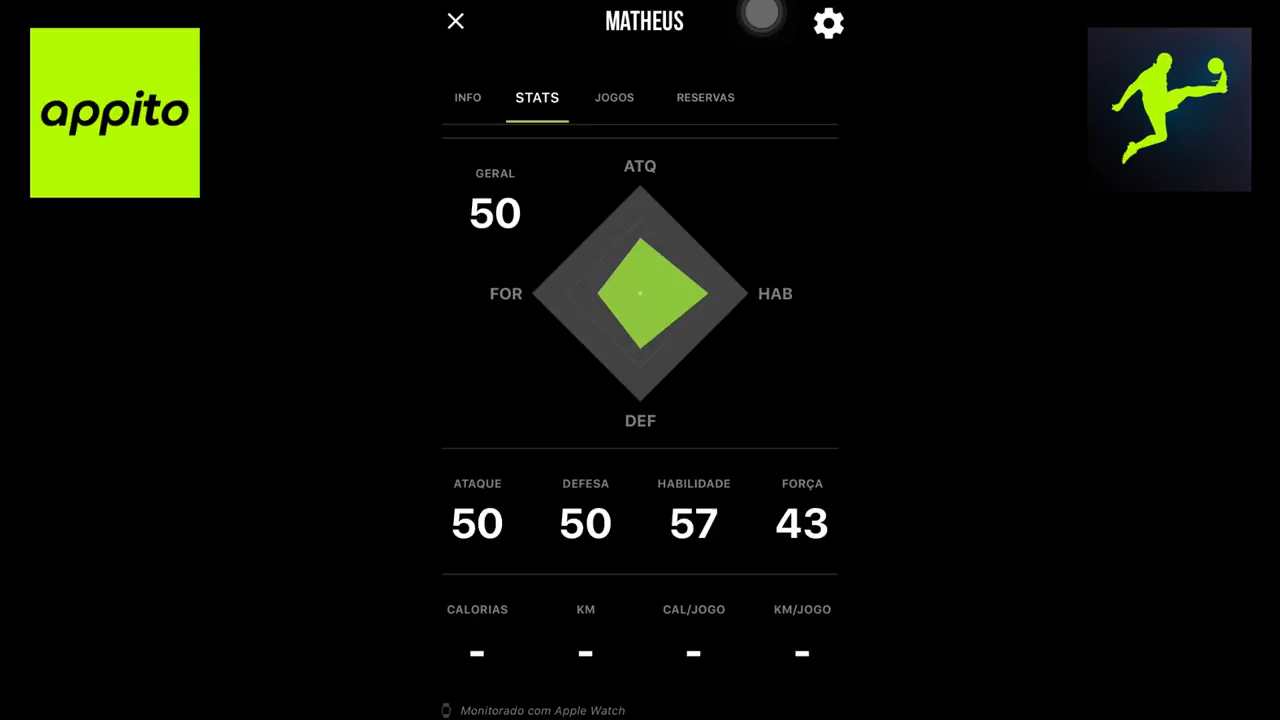 appito
MATHEUS
INFO STATS JOGOS RESERVAS
GERAL
50
ATQ
FOR
HAB
DEF
ATAQUE DEFESA HABILIDADE FORÇA
50 50 57 43
CALORIAS KM CAL/JOGO KM/JOGO
- - - -
Monitorado com Apple Watch